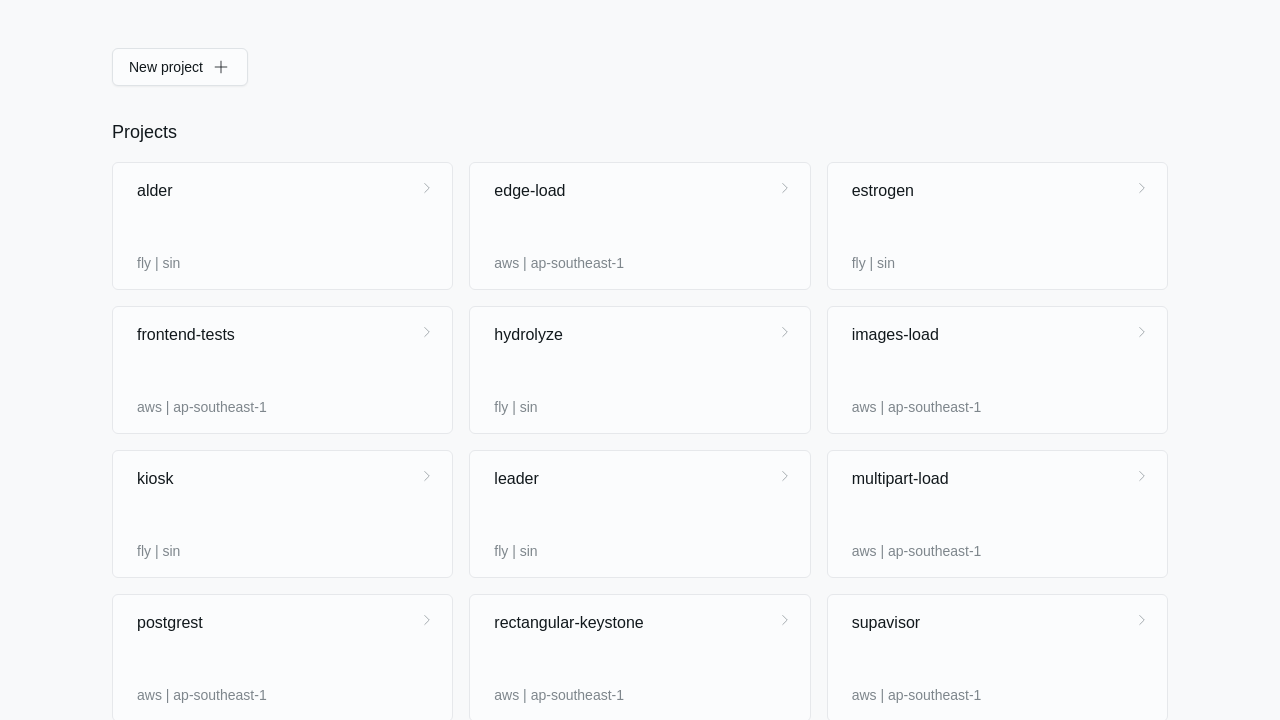 New project
Projects
alder
fly | sin
edge-load
aws | ap-southeast-1
estrogen
fly | sin
frontend-tests
aws | ap-southeast-1
hydrolyze
fly | sin
images-load
aws | ap-southeast-1
kiosk
fly | sin
leader
fly | sin
multipart-load
aws | ap-southeast-1
postgrest
aws | ap-southeast-1
rectangular-keystone
aws | ap-southeast-1
supavisor
aws | ap-southeast-1